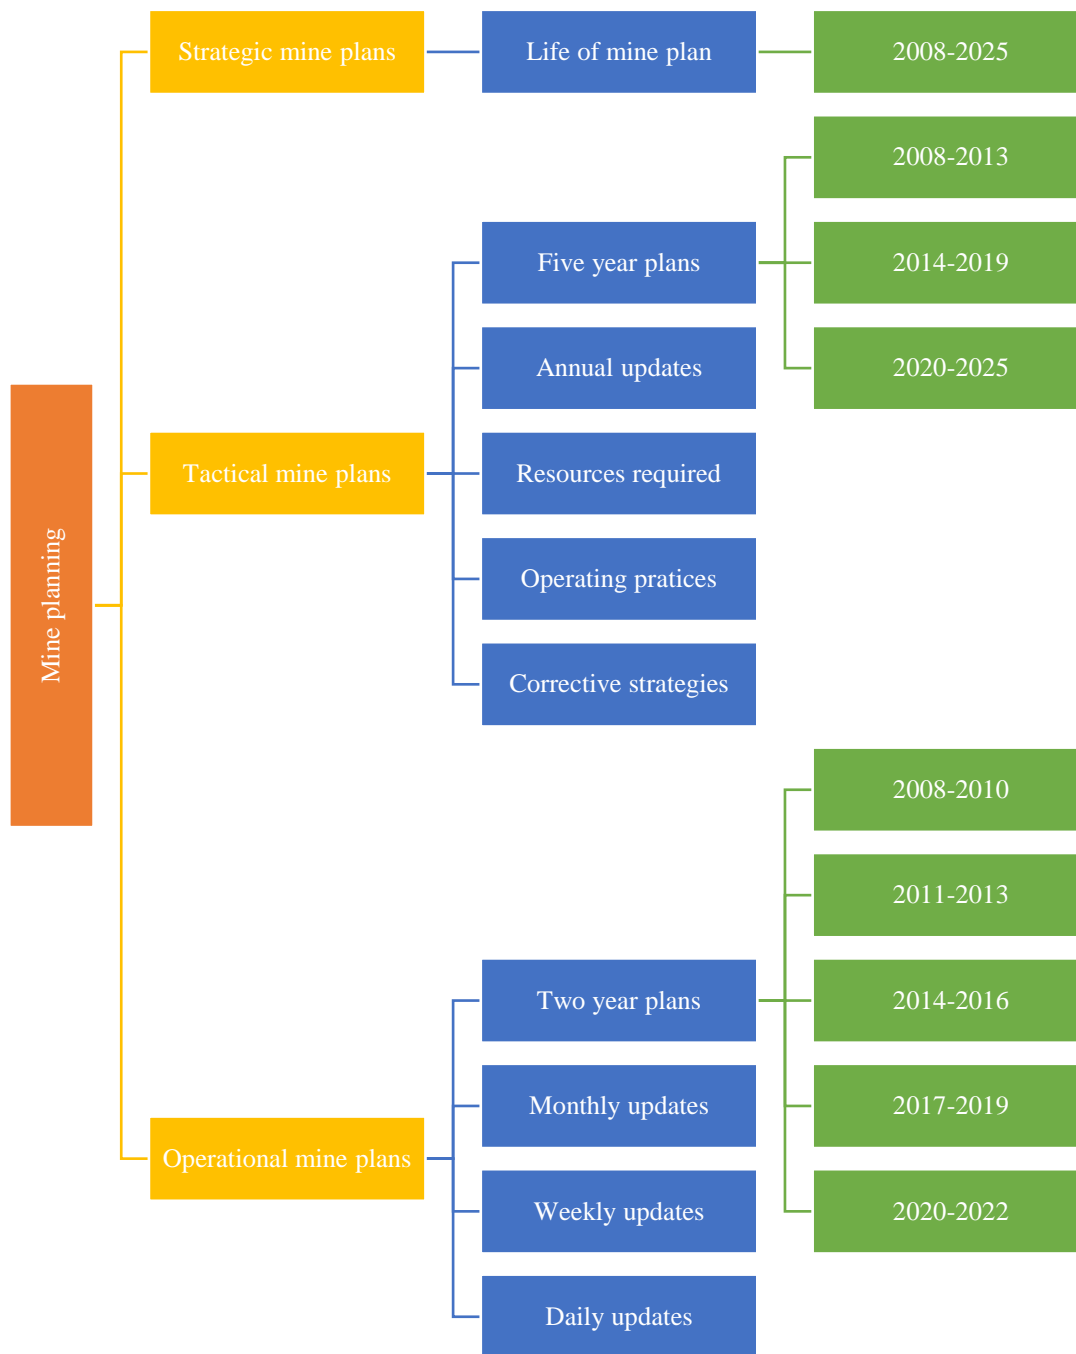 Mine planning
Strategic mine plans
Life of mine plan
2008-2025
Tactical mine plans
Five year plans
2008-2013
2014-2019
2020-2025
Annual updates
Resources required
Operating pratices
Corrective strategies
Operational mine plans
Two year plans
2008-2010
2011-2013
2014-2016
2017-2019
2020-2022
Monthly updates
Weekly updates
Daily updates